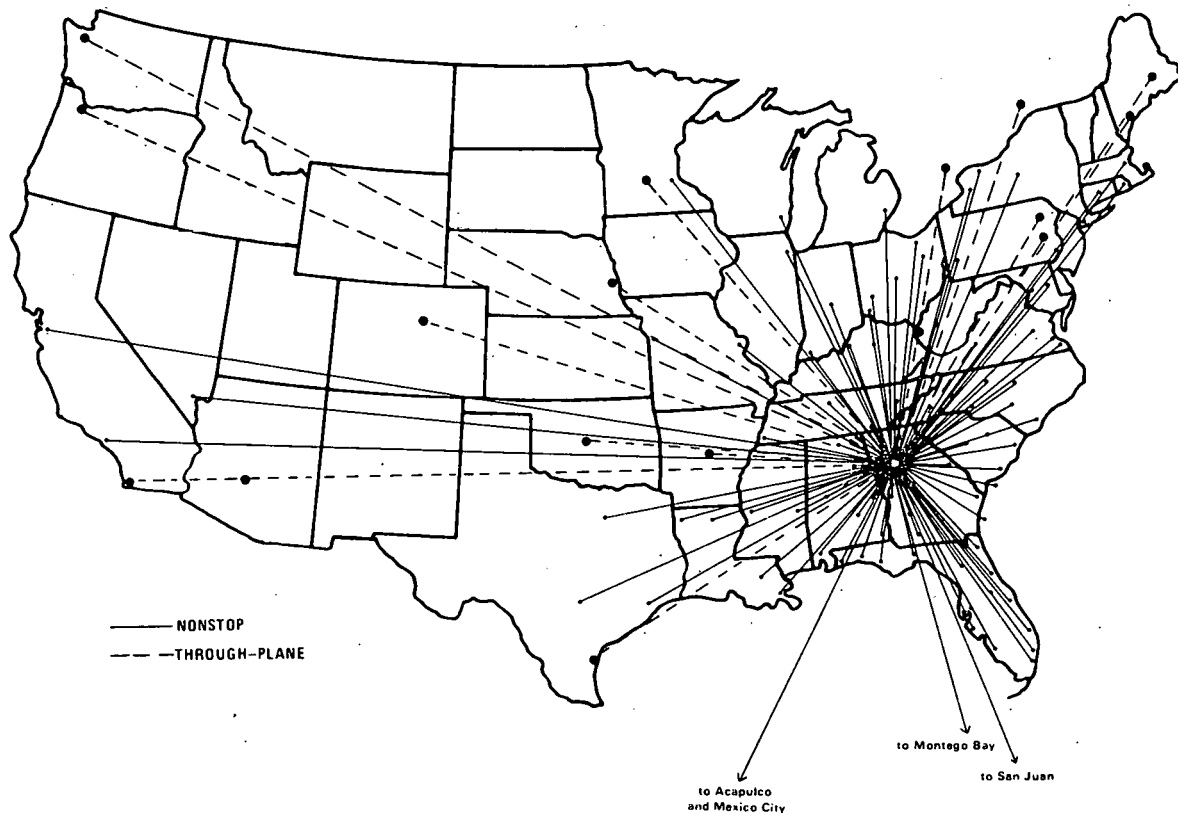 NONSTOP
THROUGH-PLANE
to Montego Bay
to San Juan
to Acapulco
and Mexico City